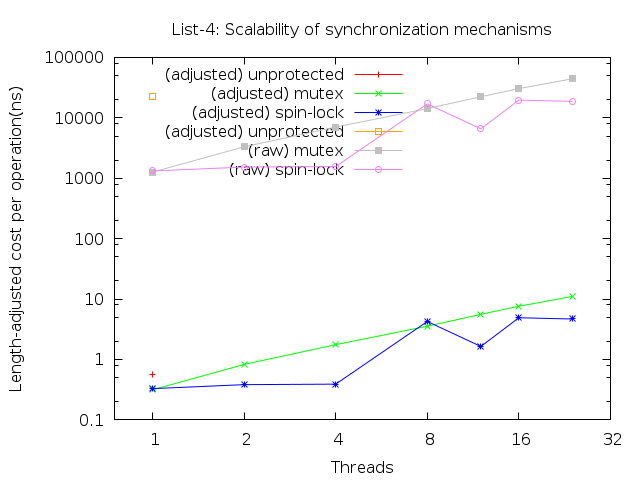 List-4: Scalability of synchronization mechanisms
Length-adjusted cost per operation(ns)
100000
10000
1000
100
10
1
0.1
(adjusted) unprotected
(adjusted) mutex
(adjusted) spin-lock
(adjusted) unprotected
(raw) mutex
(raw) spin-lock
1 2 4 8 16 32
Threads